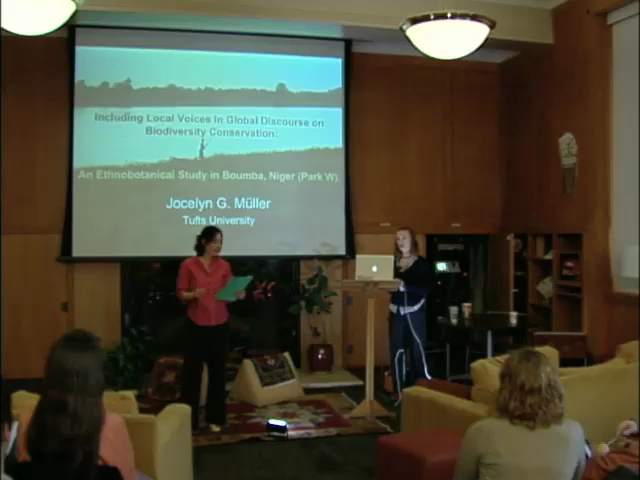 Including Local Voices In Global Discourse on
Biodiversity Conservation:
An Ethnobotanical Study in Boumba, Niger (Park W)
Jocelyn G. Müller
Tufts University